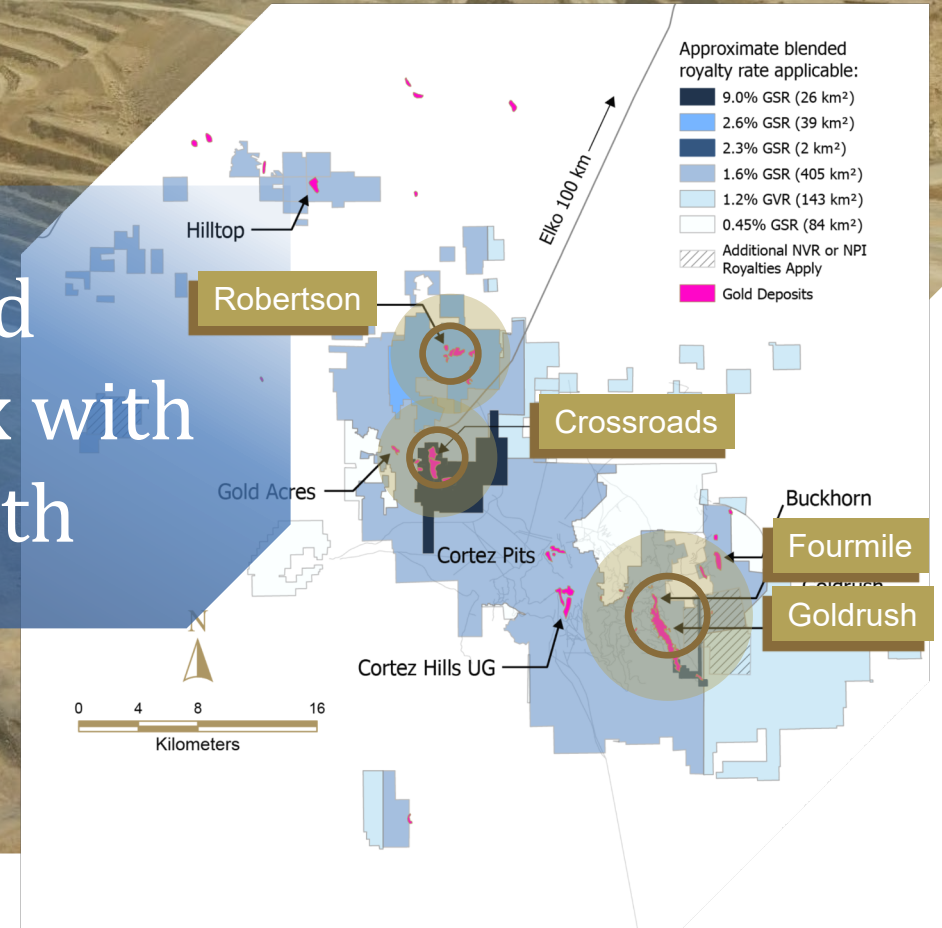 Approximate blended
royalty rate applicable:
9.0% GSR (26 km²)
2.6% GSR (39 km²)
2.3% GSR (2 km²)
1.6% GSR (405 km²)
1.2% GVR (143 km²)
0.45% GSR (84 km²)
Additional NVR or NPI
Royalties Apply
Gold Deposits
Elko 100 km
Hilltop
Robertson
with
Crossroads
Gold Acres
Cortez Pits
Buckhorn
Fourmile
Goldrush
Cortez Hills UG
N
0 4 8 16
Kilometers